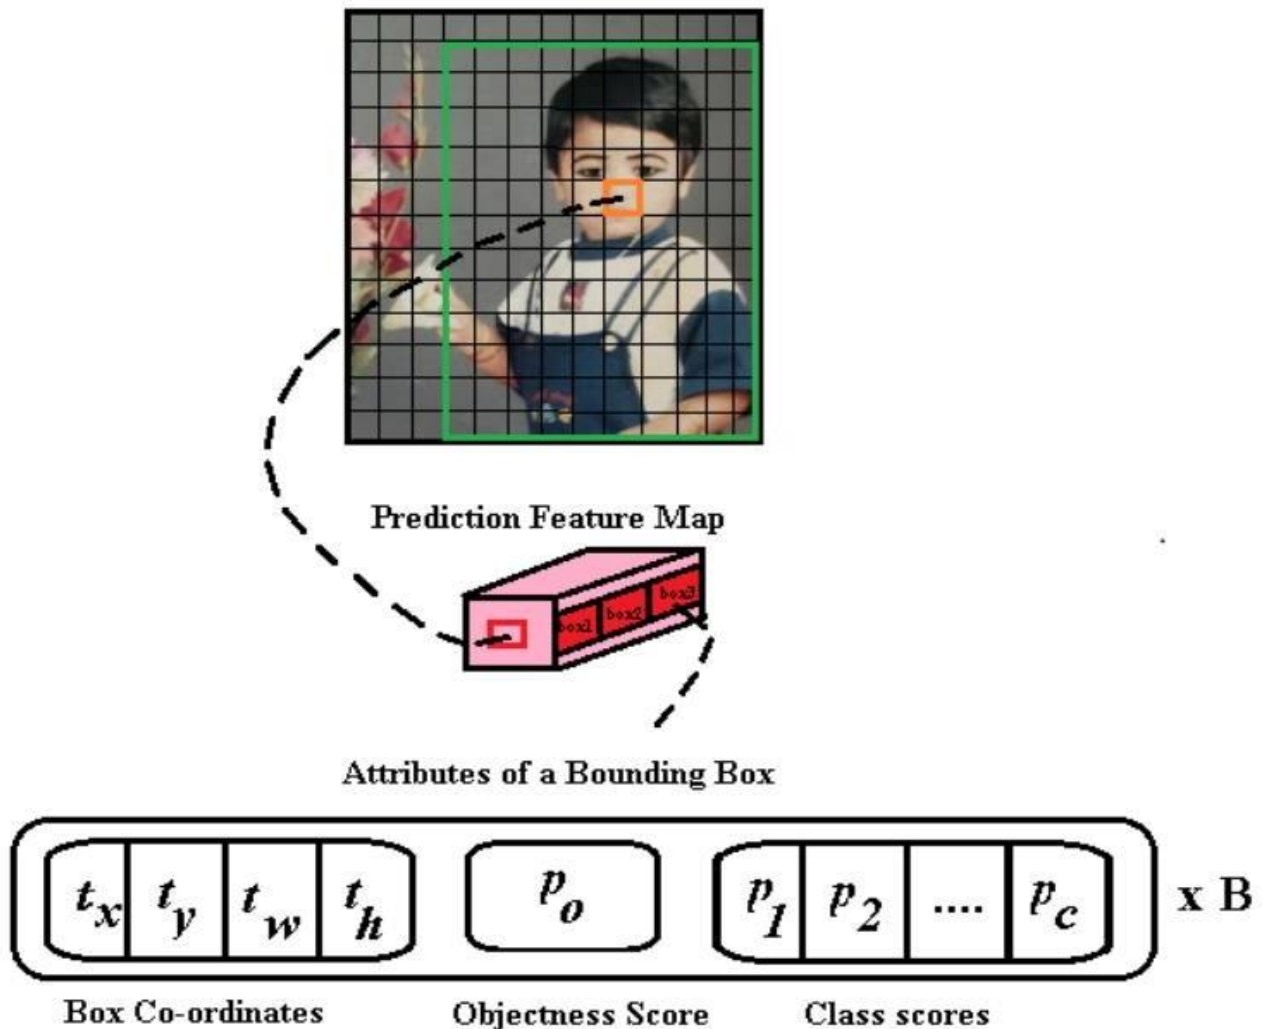 Prediction Feature Map
box1 box2 box3
Attributes of a Bounding Box
t_x t_y t_w t_h p_o p_1 p_2 .... p_c x B
Box Co-ordinates Objectness Score Class scores